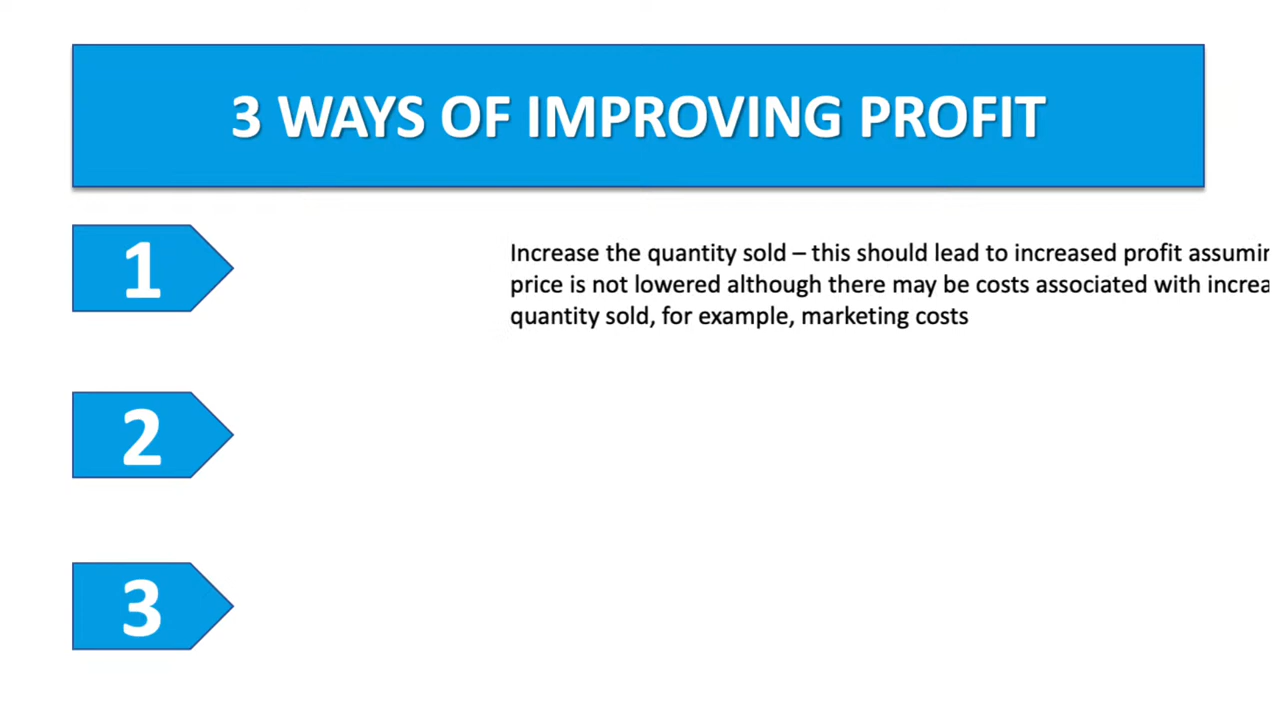 3 WAYS OF IMPROVING PROFIT
1
Increase the quantity sold – this should lead to increased profit
price is not lowered although there may be costs associated with
quantity sold, for example, marketing costs
2
3